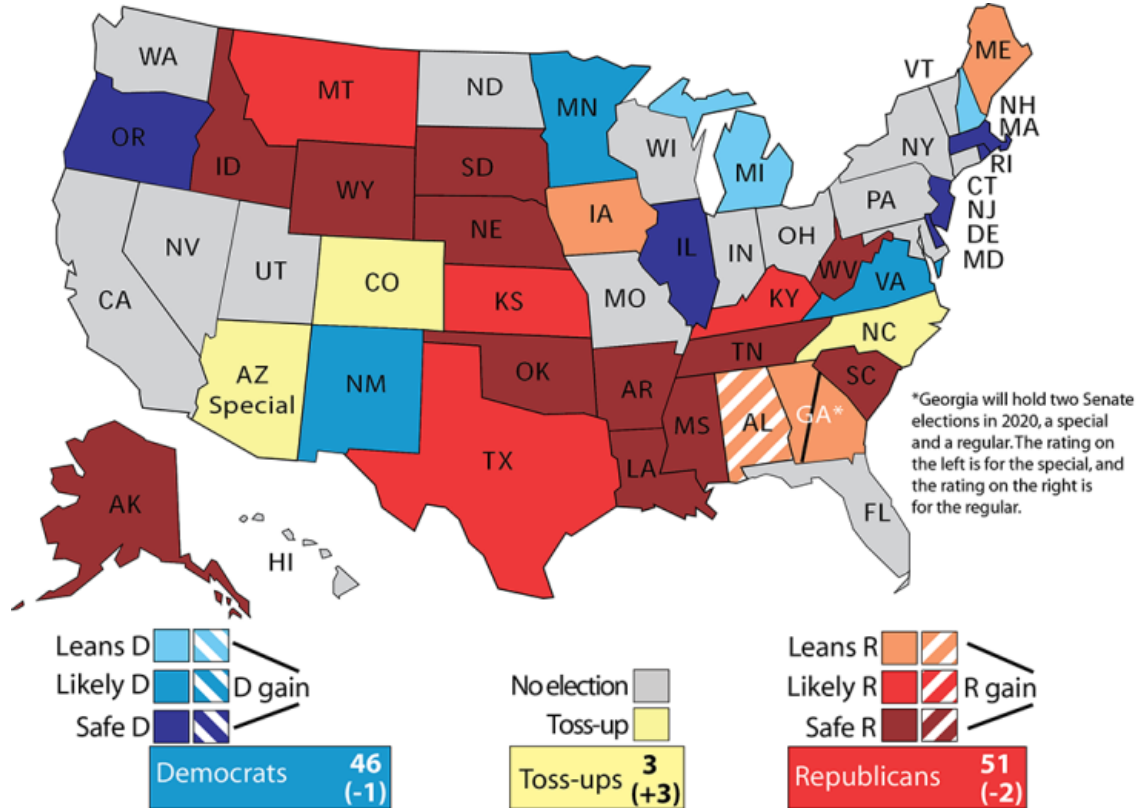 WA
MT
ND
MN
VT
ME
NH
MA
RI
CT
NJ
DE
MD
OR
ID
WY
SD
WI
MI
NY
PA
NV
UT
CO
NE
IA
IL
IN
OH
WV
VA
CA
KS
MO
KY
NC
AZ
Special
NM
OK
AR
TN
SC
TX
LA
MS
AL
GA*
FL
AK
HI
*Georgia will hold two Senate
elections in 2020, a special
and a regular. The rating on
the left is for the special, and
the rating on the right is
for the regular.
Leans D
Likely D
Safe D
D gain
No election
Toss-up
Leans R
Likely R
Safe R
R gain
Democrats 46
(-1)
Toss-ups 3
(+3)
Republicans 51
(-2)